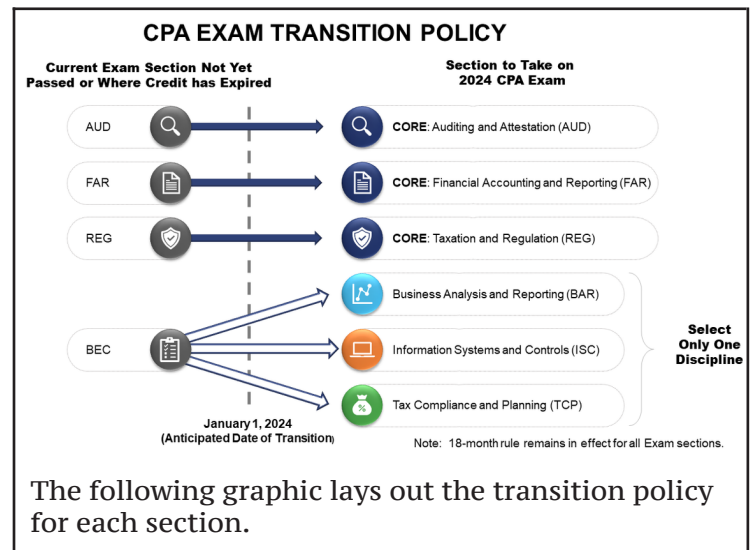 CPA EXAM TRANSITION POLICY
Current Exam Section Not Yet
Passed or Where Credit has Expired
Section to Take on
2024 CPA Exam
AUD
CORE: Auditing and Attestation (AUD)
FAR
CORE: Financial Accounting and Reporting (FAR)
REG
CORE: Taxation and Regulation (REG)
BEC
Business Analysis and Reporting (BAR)
Information Systems and Controls (ISC)
Tax Compliance and Planning (TCP)
Select
Only One
Discipline
January 1, 2024
(Anticipated Date of Transition)
Note: 18-month rule remains in effect for all Exam sections.
The following graphic lays out the transition policy
for each section.